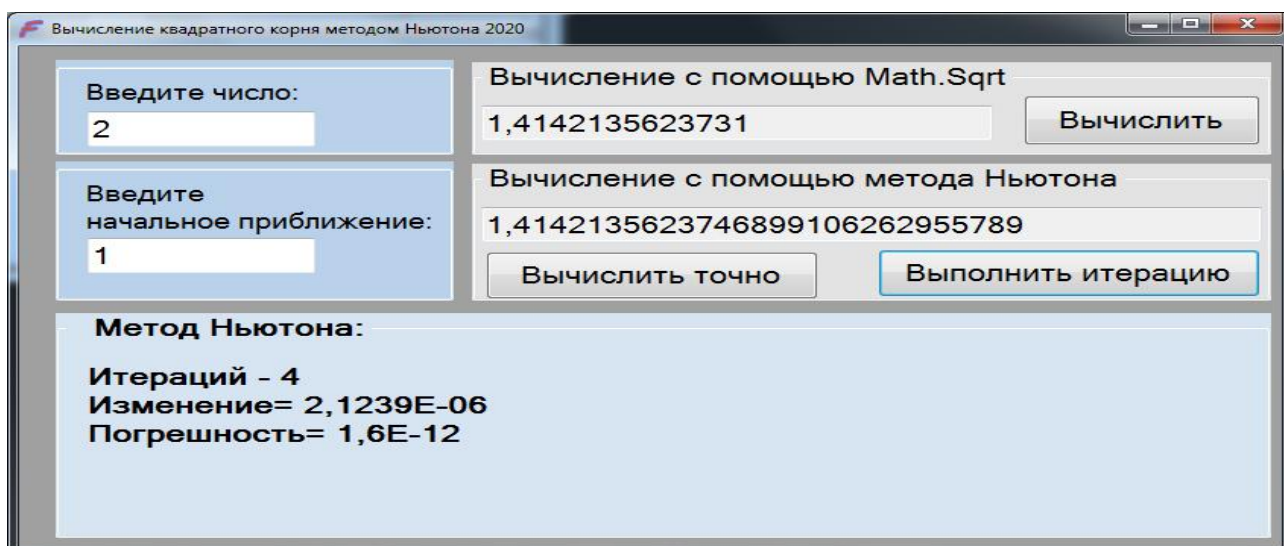 Вычисление квадратного корня методом Ньютона 2020
Введите число:
2
Вычисление с помощью Math.Sqrt
1,4142135623731
Вычислить
Введите
начальное приближение:
1
Вычисление с помощью метода Ньютона
1,4142135623746899106262955789
Вычислить точно
Выполнить итерацию
Метод Ньютона:
Итераций - 4
Изменение= 2,1239E-06
Погрешность= 1,6E-12